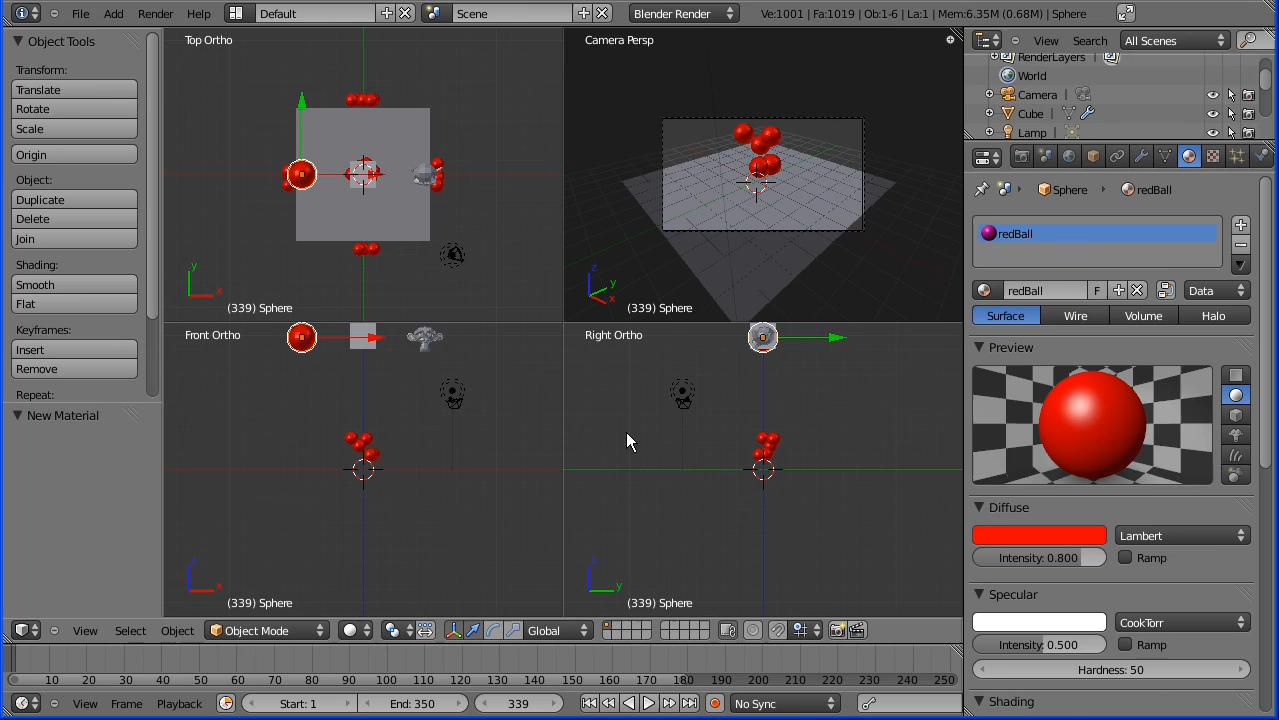 File Add Render Help Default Scene Blender Render Ve:1001 | Fa:1019 | Ob:1-6 | La:1 | Mem:6.35M (0.68M) | Sphere
Object Tools
Transform:
Translate
Rotate
Scale
Origin
Object:
Duplicate
Delete
Join
Shading:
Smooth
Flat
Keyframes:
Insert
Remove
Repeat:
New Material
Top Ortho
y
x
(339) Sphere
Camera Persp
z
y
x
(339) Sphere
Front Ortho
z
x
(339) Sphere
Right Ortho
z
y
(339) Sphere
View Select Object Object Mode Global
10 20 30 40 50 60 70 80 90 100 110 120 130 140 150 160 170 180 190 200 210 220 230 240 250
View Frame Playback Start: 1 End: 350 339 No Sync
View Search All Scenes
RenderLayers
World
Camera
Cube
Lamp
Sphere redBall
redBall
redBall F Data
Surface Wire Volume Halo
Preview
Diffuse
Lambert
Intensity: 0.800 Ramp
Specular
CookTorr
Intensity: 0.500 Ramp
Hardness: 50
Shading